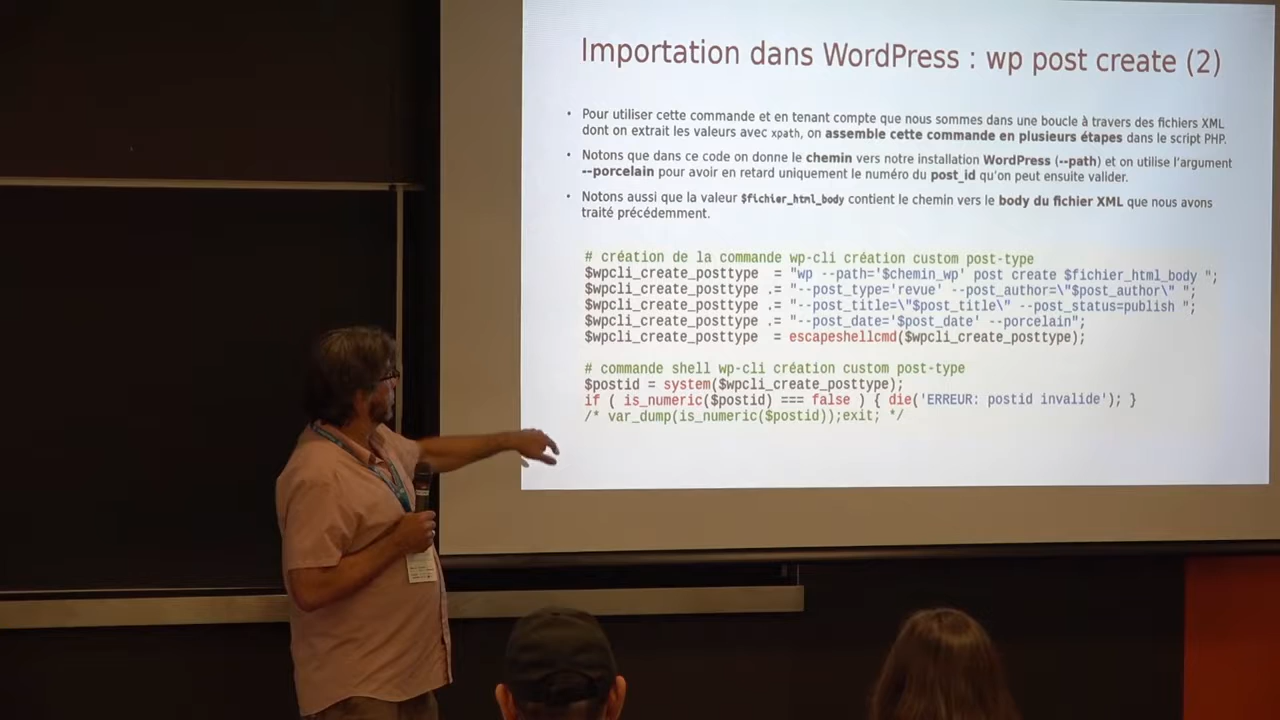 Importation dans WordPress : wp post create (2)
• Pour utiliser cette commande et en tenant compte que nous sommes dans une boucle à travers des fichiers XML
dont on extrait les valeurs avec xpath, on assemble cette commande en plusieurs étapes dans le script PHP.
• Notons que dans ce code on donne le chemin vers notre installation WordPress (--path) et on utilise l'argument
--porcelain pour avoir en retard uniquement le numéro du post_id qu'on peut ensuite valider.
• Notons aussi que la valeur $fichier_html_body contient le chemin vers le body du fichier XML que nous avons
traité précédemment.
# création de la commande wp-cli création custom post-type
$wpcli_create_posttype  = "wp --path='$chemin_wp' post create $fichier_html_body ";
$wpcli_create_posttype .= "--post_type='revue' --post_author=\"$post_author\" ";
$wpcli_create_posttype .= "--post_title=\"$post_title\" --post_status=publish ";
$wpcli_create_posttype .= "--post_date='$post_date' --porcelain";
$wpcli_create_posttype  = escapeshellcmd($wpcli_create_posttype);
# commande shell wp-cli création custom post-type
$postid = system($wpcli_create_posttype);
if ( is_numeric($postid) === false ) { die('ERREUR: postid invalide'); }
/* var_dump(is_numeric($postid));exit; */